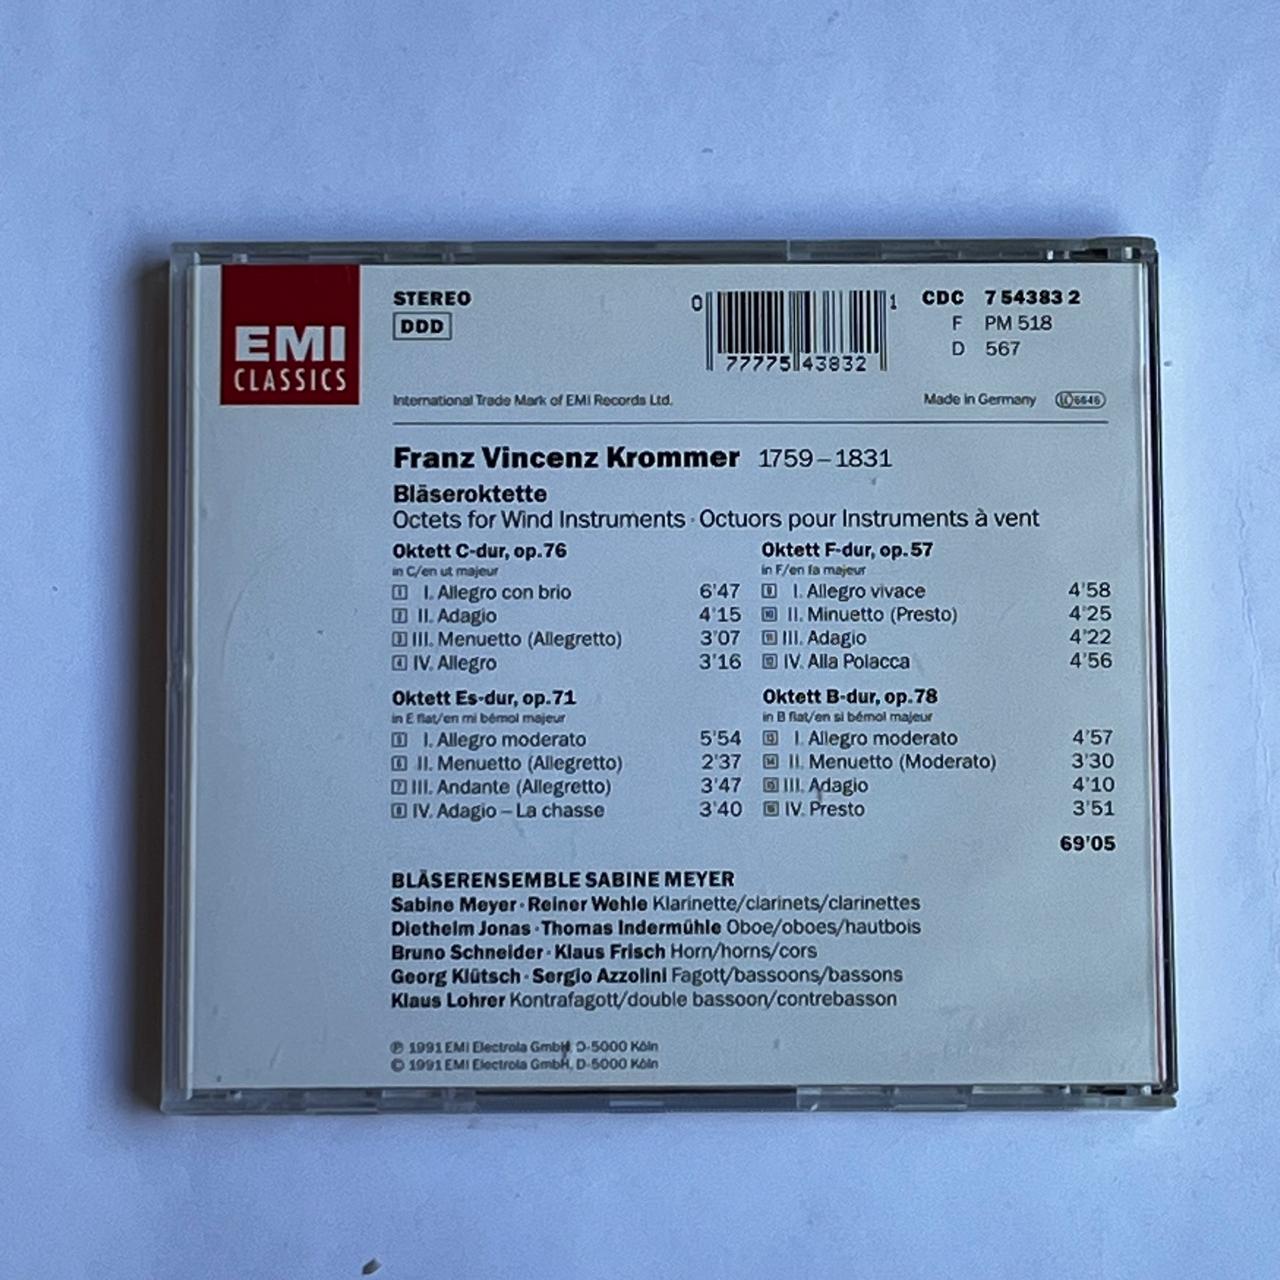 EMI
CLASSICS
STEREO
DDD
0 77775 43832 1
CDC 7 54383 2
F PM 518
D 567
International Trade Mark of EMI Records Ltd.
Made in Germany LC 6646
Franz Vincenz Krommer 1759–1831
Bläseroktette
Octets for Wind Instruments · Octuors pour Instruments à vent
Oktett C-dur, op.76
in C/en ut majeur
1 I. Allegro con brio 6'47
2 II. Adagio 4'15
3 III. Menuetto (Allegretto) 3'07
4 IV. Allegro 3'16
Oktett Es-dur, op.71
in E flat/en mi bémol majeur
5 I. Allegro moderato 5'54
6 II. Menuetto (Allegretto) 2'37
7 III. Andante (Allegretto) 3'47
8 IV. Adagio – La chasse 3'40
Oktett F-dur, op.57
in F/en fa majeur
9 I. Allegro vivace 4'58
10 II. Minuetto (Presto) 4'25
11 III. Adagio 4'22
12 IV. Alla Polacca 4'56
Oktett B-dur, op.78
in B flat/en si bémol majeur
13 I. Allegro moderato 4'57
14 II. Menuetto (Moderato) 3'30
15 III. Adagio 4'10
16 IV. Presto 3'51
69'05
BLÄSERENSEMBLE SABINE MEYER
Sabine Meyer · Reiner Wehle Klarinette/clarinets/clarinettes
Diethelm Jonas · Thomas Indermühle Oboe/oboes/hautbois
Bruno Schneider · Klaus Frisch Horn/horns/cors
Georg Klütsch · Sergio Azzolini Fagott/bassoons/bassons
Klaus Lohrer Kontrafagott/double bassoon/contrebasson
℗ 1991 EMI Electrola GmbH, D-5000 Köln
© 1991 EMI Electrola GmbH, D-5000 Köln